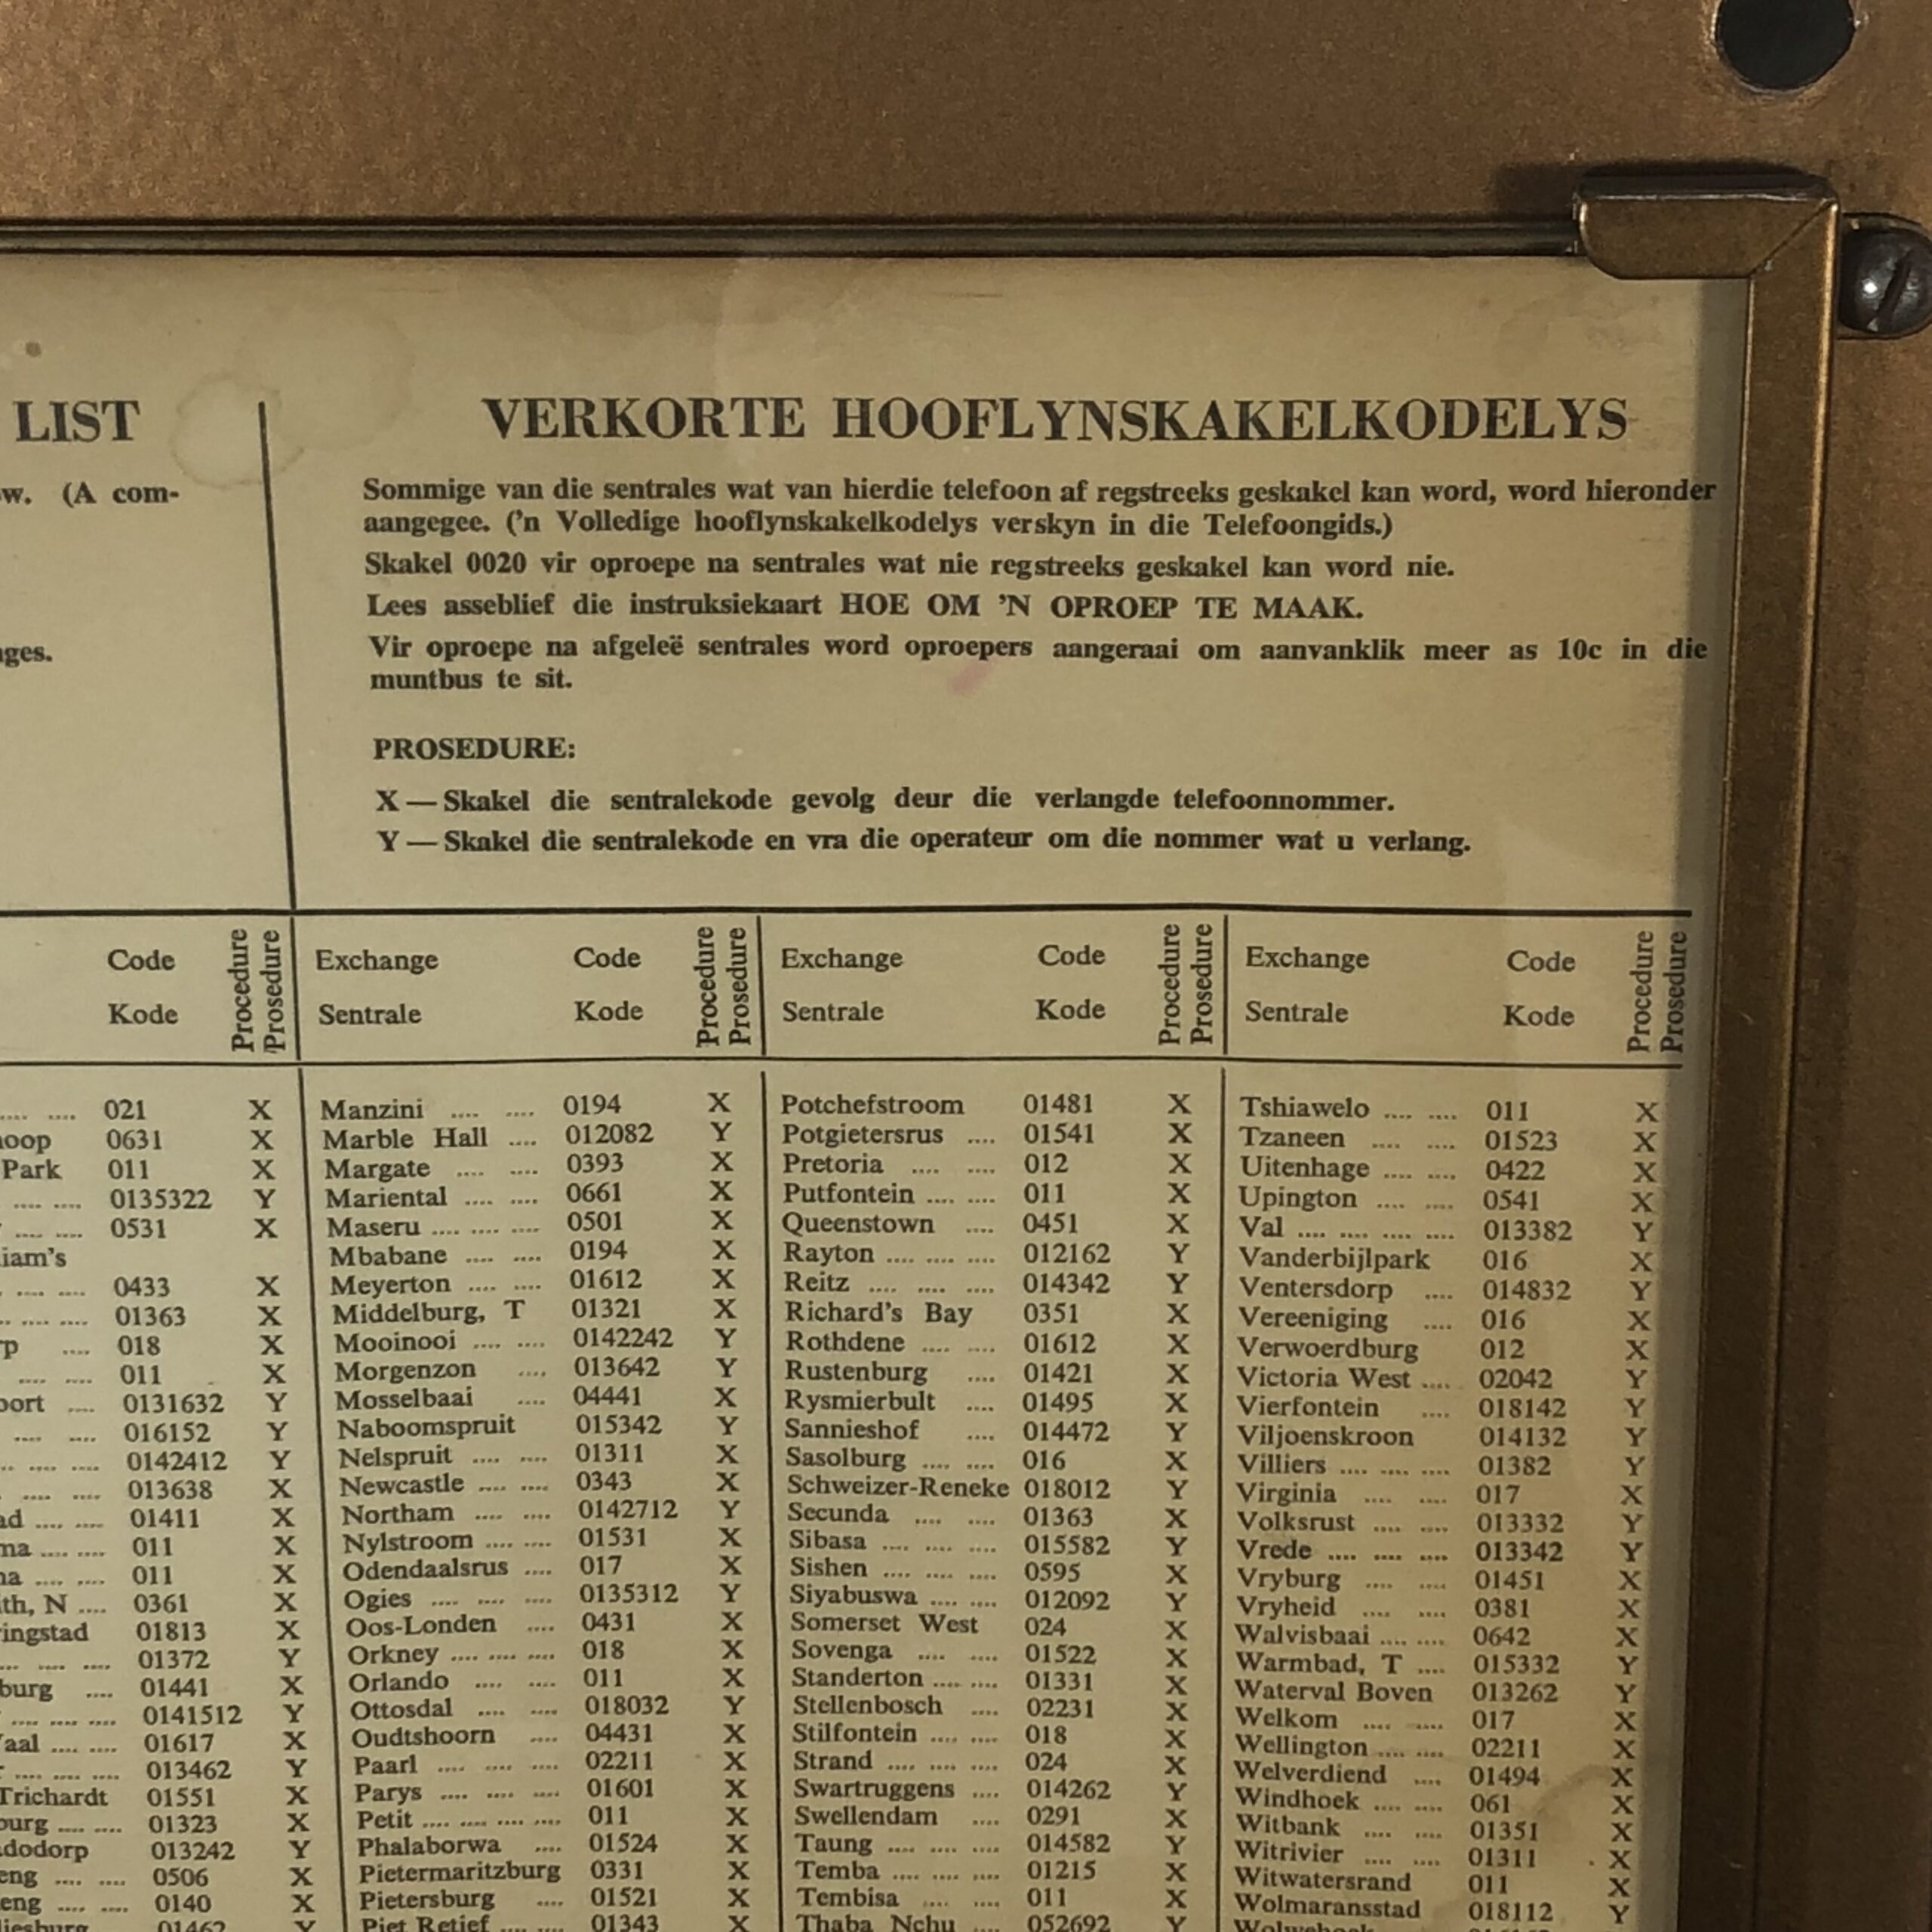 LIST
VERKORTE HOOFLYNSKAKELKODELYS
w. (A com-
Sommige van die sentrales wat van hierdie telefoon af regstreeks geskakel kan word, word hieronder
aangegee. ('n Volledige hooflynskakelkodelys verskyn in die Telefoongids.)
Skakel 0020 vir oproepe na sentrales wat nie regstreeks geskakel kan word nie.
Lees asseblief die instruksiekaart HOE OM 'N OPROEP TE MAAK.
ges.
Vir oproepe na afgeleë sentrales word oproepers aangeraai om aanvanklik meer as 10c in die
muntbus te sit.
PROSEDURE:
X — Skakel die sentralekode gevolg deur die verlangde telefoonnommer.
Y — Skakel die sentralekode en vra die operateur om die nommer wat u verlang.
Code
Kode
Procedure
Prosedure
021 X
oop 0631 X
Park 011 X
.... .... 0135322 Y
.... .... 0531 X
iam's
.... .... 0433 X
.... .... 01363 X
rp .... 018 X
.... .... 011 X
oort .... 0131632 Y
.... .... 016152 Y
.... .... 0142412 Y
.... .... 013638 X
ad .... .... 01411 X
ma .... .... 011 X
na .... .... 011 X
ith, N .... 0361 X
ringstad 01813 X
.... .... .... 01372 Y
burg .... 01441 X
.... .... .... 0141512 Y
aal .... .... 01617 X
.... .... .... 013462 Y
Trichardt 01551 X
burg .... .... 01323 X
dodorp 013242 Y
eng .... .... 0506 X
eng .... .... 0140 X
iesburg 01462 Y
Exchange
Sentrale
Code
Kode
Procedure
Prosedure
Manzini .... .... 0194 X
Marble Hall .... 012082 Y
Margate .... .... 0393 X
Mariental .... .... 0661 X
Maseru .... .... .... 0501 X
Mbabane .... .... 0194 X
Meyerton .... .... 01612 X
Middelburg, T 01321 X
Mooinooi .... .... 0142242 Y
Morgenzon .... 013642 Y
Mosselbaai .... 04441 X
Naboomspruit 015342 Y
Nelspruit .... .... 01311 X
Newcastle .... .... 0343 X
Northam .... .... 0142712 Y
Nylstroom .... .... 01531 X
Odendaalsrus .... 017 X
Ogies .... .... .... 0135312 Y
Oos-Londen .... 0431 X
Orkney .... .... .... 018 X
Orlando .... .... 011 X
Ottosdal .... .... 018032 Y
Oudtshoorn .... 04431 X
Paarl .... .... .... 02211 X
Parys .... .... .... 01601 X
Petit .... .... .... .... 011 X
Phalaborwa .... 01524 X
Pietermaritzburg 0331 X
Pietersburg .... 01521 X
Piet Retief .... .... 01343 X
Exchange
Sentrale
Code
Kode
Procedure
Prosedure
Potchefstroom 01481 X
Potgietersrus .... 01541 X
Pretoria .... .... 012 X
Putfontein .... .... 011 X
Queenstown .... 0451 X
Rayton .... .... .... 012162 Y
Reitz .... .... .... 014342 Y
Richard's Bay 0351 X
Rothdene .... .... 01612 X
Rustenburg .... 01421 X
Rysmierbult .... 01495 X
Sannieshof .... 014472 Y
Sasolburg .... .... 016 X
Schweizer-Reneke 018012 Y
Secunda .... .... 01363 X
Sibasa .... .... .... 015582 Y
Sishen .... .... .... 0595 X
Siyabuswa .... .... 012092 Y
Somerset West 024 X
Sovenga .... .... 01522 X
Standerton .... .... 01331 X
Stellenbosch .... 02231 X
Stilfontein .... .... 018 X
Strand .... .... .... 024 X
Swartruggens .... 014262 Y
Swellendam .... 0291 X
Taung .... .... .... 014582 Y
Temba .... .... .... 01215 X
Tembisa .... .... 011 X
Thaba Nchu .... 052692 Y
Exchange
Sentrale
Code
Kode
Procedure
Prosedure
Tshiawelo .... .... 011 X
Tzaneen .... .... 01523 X
Uitenhage .... .... 0422 X
Upington .... .... 0541 X
Val .... .... .... .... 013382 Y
Vanderbijlpark 016 X
Ventersdorp .... 014832 Y
Vereeniging .... 016 X
Verwoerdburg 012 X
Victoria West .... 02042 Y
Vierfontein .... 018142 Y
Viljoenskroon 014132 Y
Villiers .... .... .... 01382 Y
Virginia .... .... 017 X
Volksrust .... .... 013332 Y
Vrede .... .... .... 013342 Y
Vryburg .... .... 01451 X
Vryheid .... .... 0381 X
Walvisbaai .... .... 0642 X
Warmbad, T .... 015332 Y
Waterval Boven 013262 Y
Welkom .... .... 017 X
Wellington .... .... 02211 X
Welverdiend .... 01494 X
Windhoek .... .... 061 X
Witbank .... .... 01351 X
Witrivier .... .... 01311 X
Witwatersrand 011 X
Wolmaransstad 018112 Y